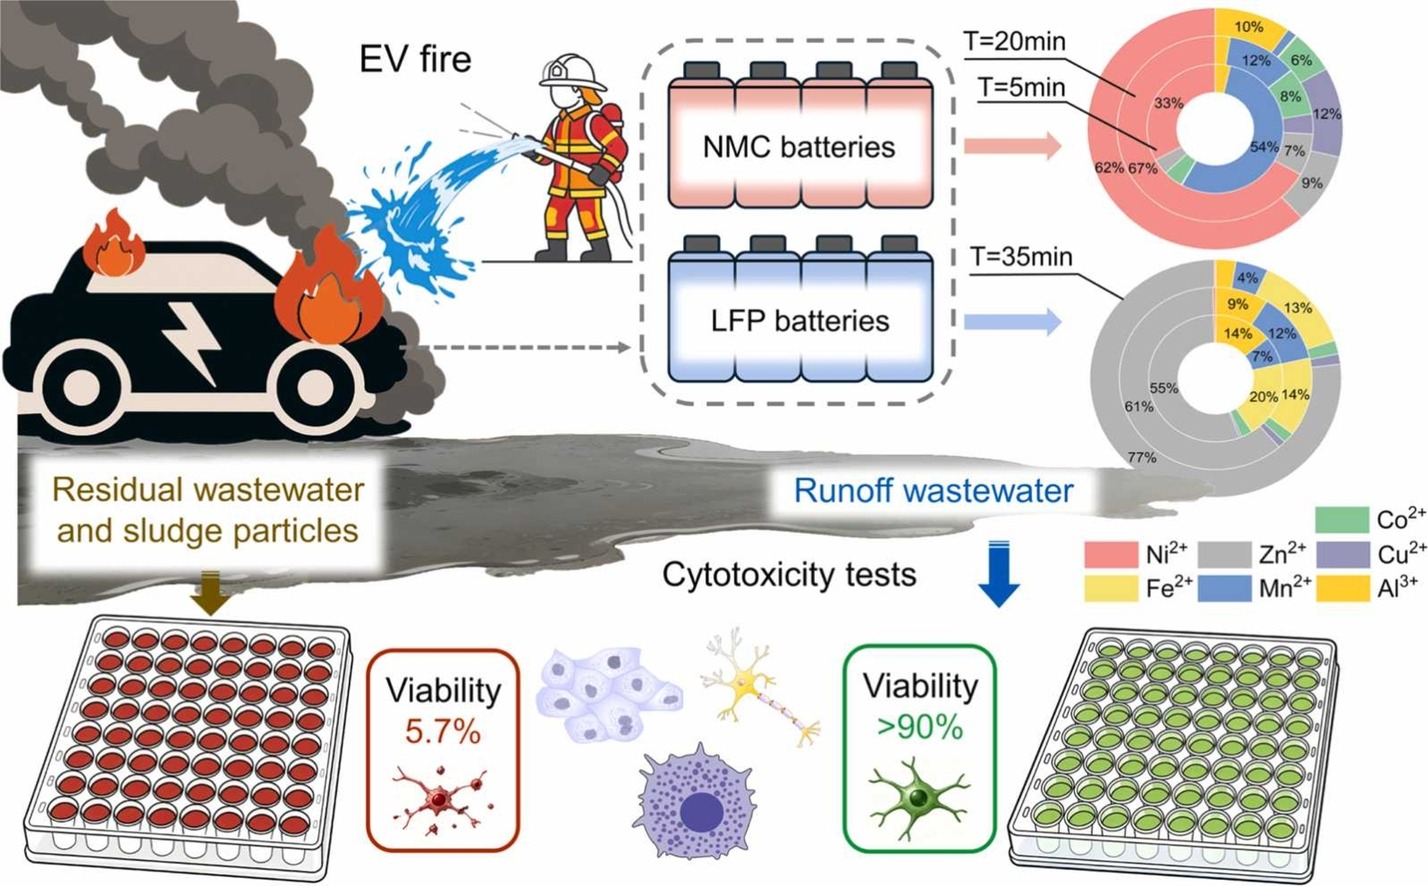 EV fire
NMC batteries
LFP batteries
T=20min
T=5min
10%
12%
6%
8%
12%
33%
54%
7%
62%
67%
9%
T=35min
4%
9%
13%
14%
12%
7%
55%
20%
14%
61%
77%
Residual wastewater
and sludge particles
Runoff wastewater
Cytotoxicity tests
Co²⁺
Ni²⁺
Zn²⁺
Cu²⁺
Fe²⁺
Mn²⁺
Al³⁺
Viability
5.7%
Viability
>90%